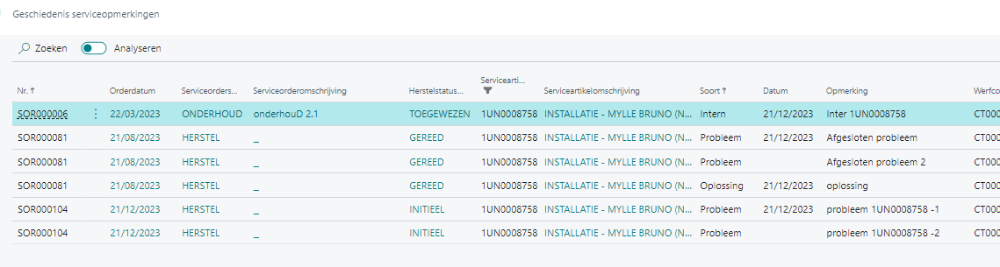 Geschiedenis serviceopmerkingen
Zoeken Analyseren
Nr. ↑ Orderdatum Serviceorders... Serviceorderomschrijving Herstelstatus... Servicearti... Serviceartikelomschrijving Soort ↑ Datum Opmerking Werfco
SOR000006 22/03/2023 ONDERHOUD onderhouD 2.1 TOEGEWEZEN 1UN0008758 INSTALLATIE - MYLLE BRUNO (N... Intern 21/12/2023 Inter 1UN0008758 CT000
SOR000081 21/08/2023 HERSTEL _ GEREED 1UN0008758 INSTALLATIE - MYLLE BRUNO (N... Probleem 21/12/2023 Afgesloten probleem CT000
SOR000081 21/08/2023 HERSTEL _ GEREED 1UN0008758 INSTALLATIE - MYLLE BRUNO (N... Probleem Afgesloten probleem 2 CT000
SOR000081 21/08/2023 HERSTEL _ GEREED 1UN0008758 INSTALLATIE - MYLLE BRUNO (N... Oplossing 21/12/2023 oplossing CT000
SOR000104 21/12/2023 HERSTEL _ INITIEEL 1UN0008758 INSTALLATIE - MYLLE BRUNO (N... Probleem 21/12/2023 probleem 1UN0008758 -1 CT000
SOR000104 21/12/2023 HERSTEL _ INITIEEL 1UN0008758 INSTALLATIE - MYLLE BRUNO (N... Probleem probleem 1UN0008758 -2 CT000